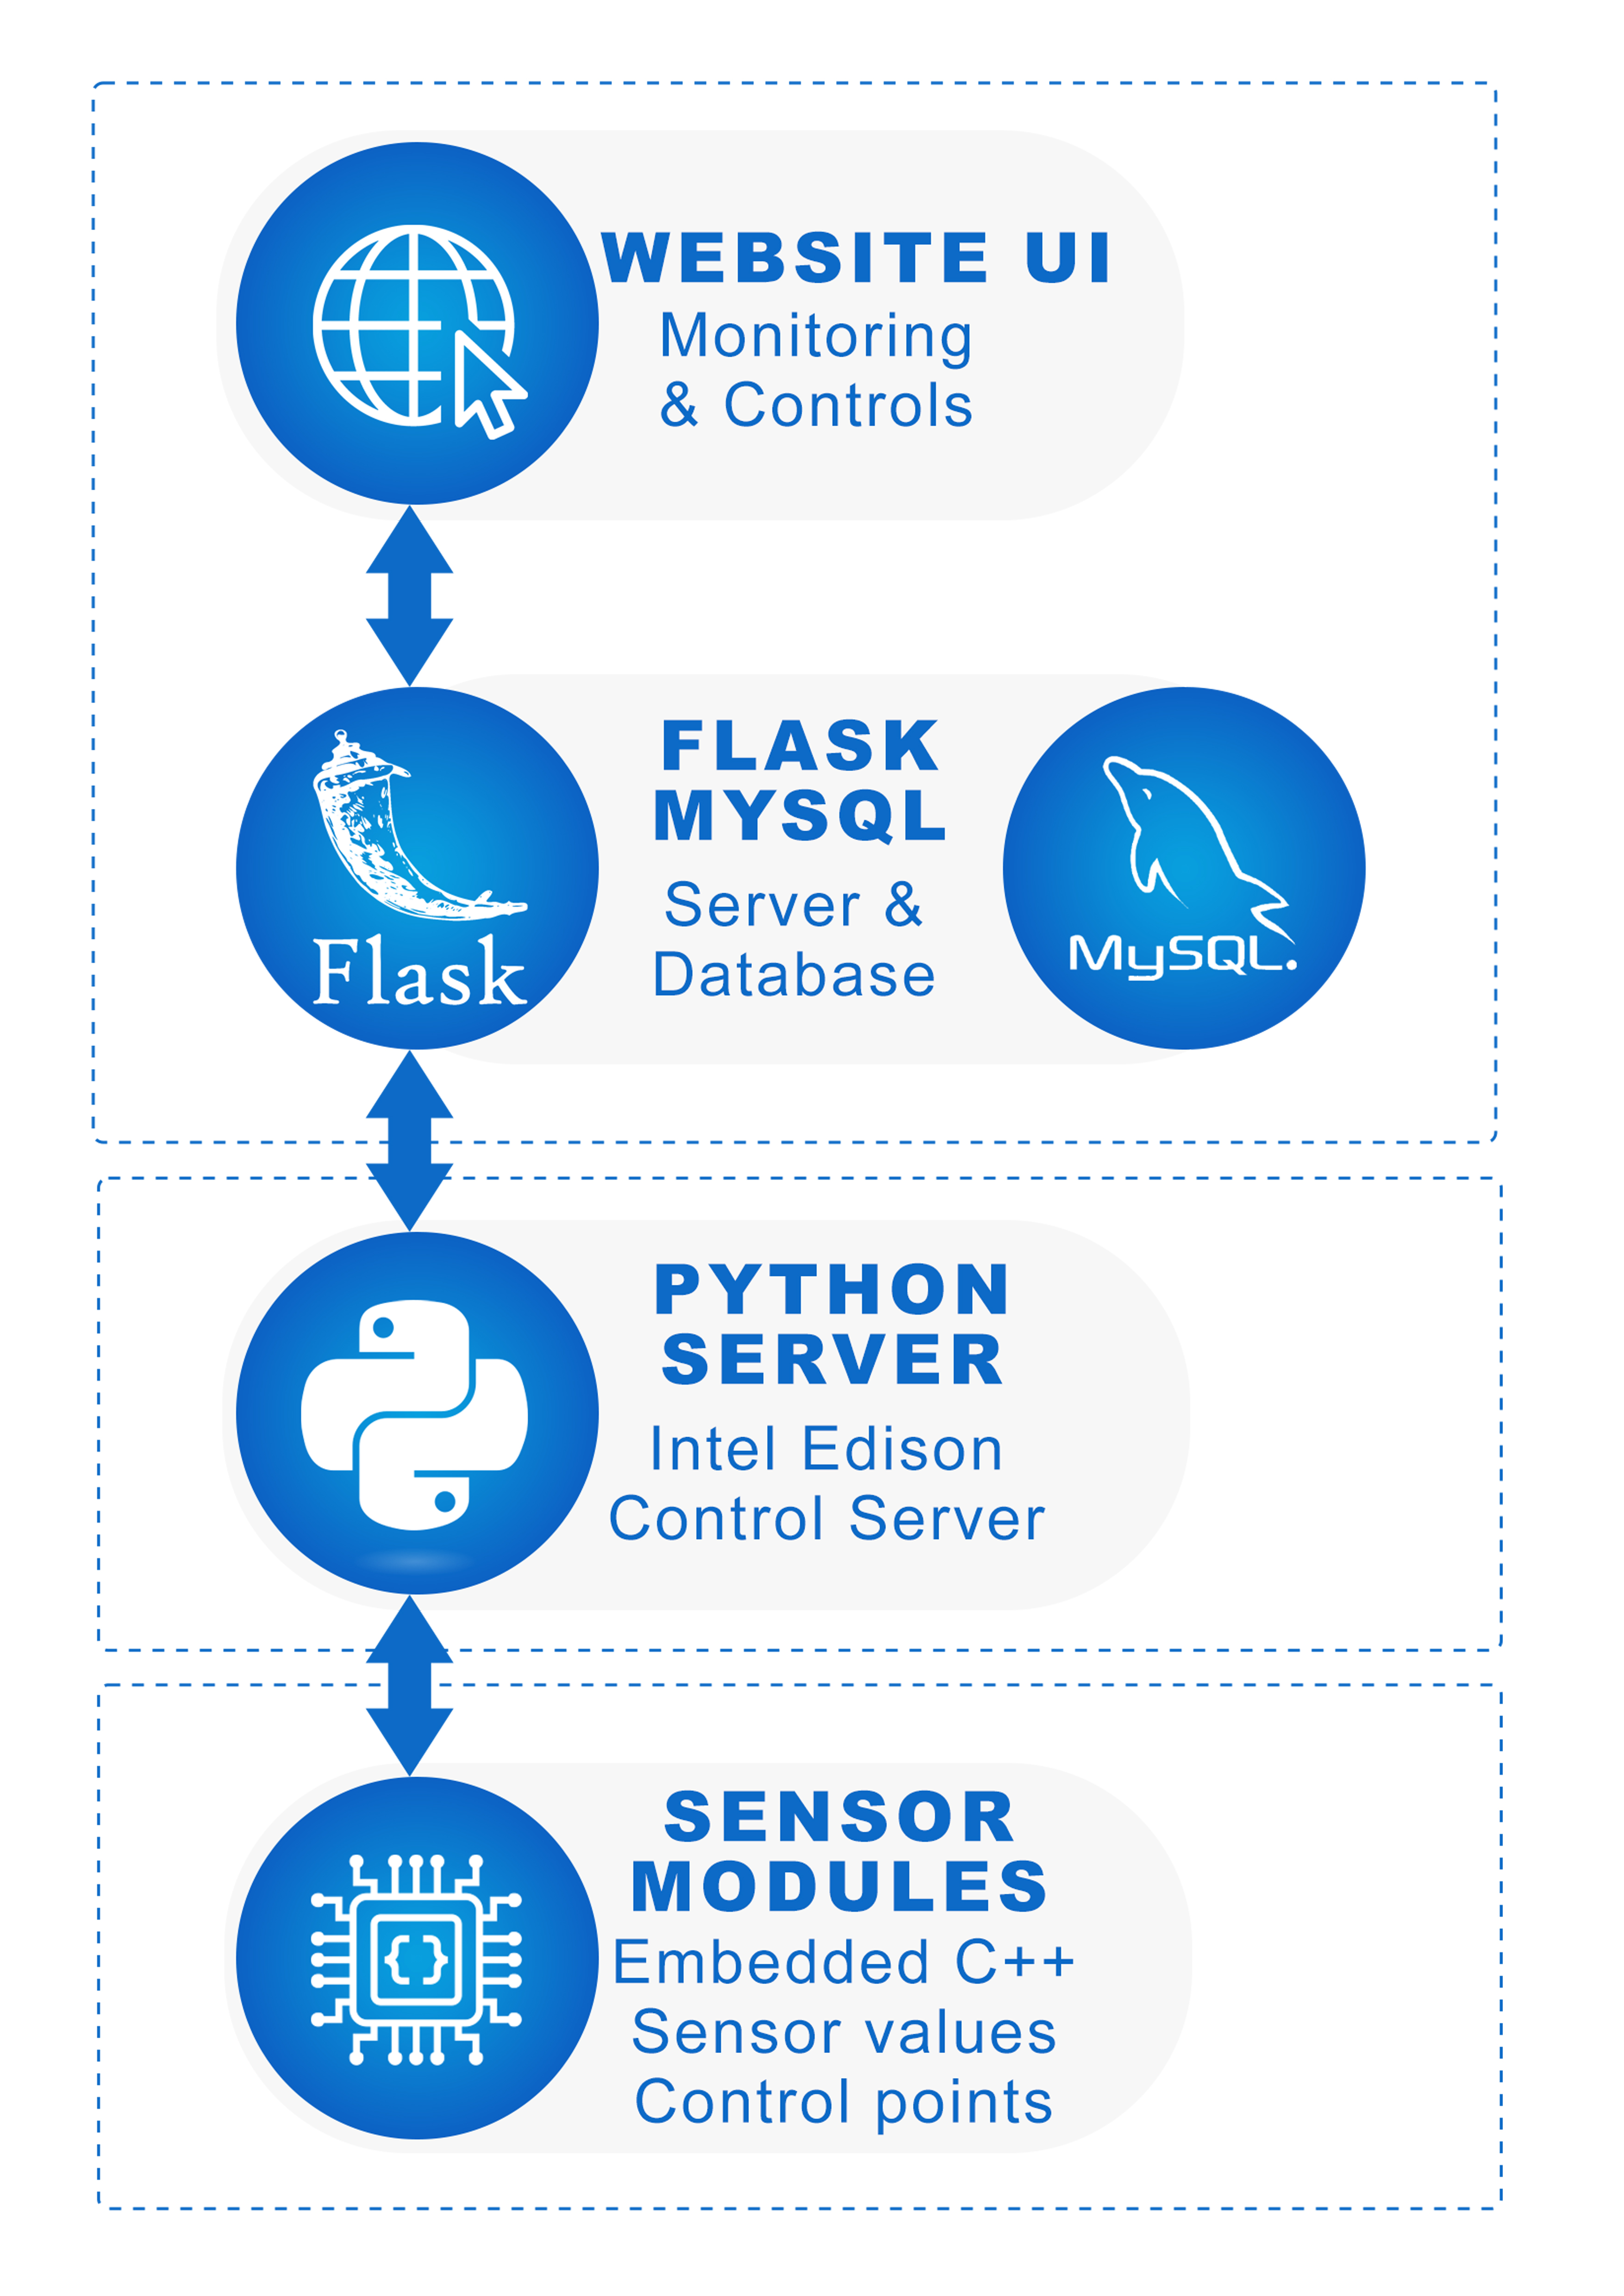 WEBSITE UI
Monitoring
& Controls
Flask
FLASK
MYSQL
Server &
Database
MySQL.
PYTHON
SERVER
Intel Edison
Control Server
{ }
SENSOR
MODULES
Embedded C++
Sensor values
Control points